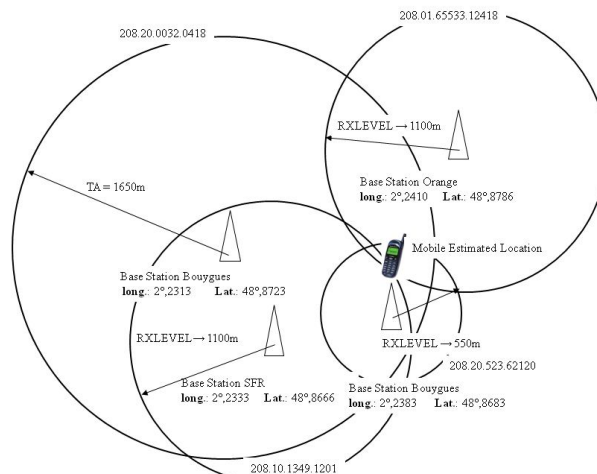 208.01.65533.12418
208.20.0032.0418
RXLEVEL → 1100m
TA = 1650m
Base Station Orange
long.: 2°,2410 Lat.: 48°,8786
Mobile Estimated Location
Base Station Bouygues
long.: 2°,2313 Lat.: 48°,8723
RXLEVEL → 1100m
RXLEVEL → 550m
208.20.523.62120
Base Station SFR
long.: 2°,2333 Lat.: 48°,8666
Base Station Bouygues
long.: 2°,2383 Lat.: 48°,8683
208.10.1349.1201